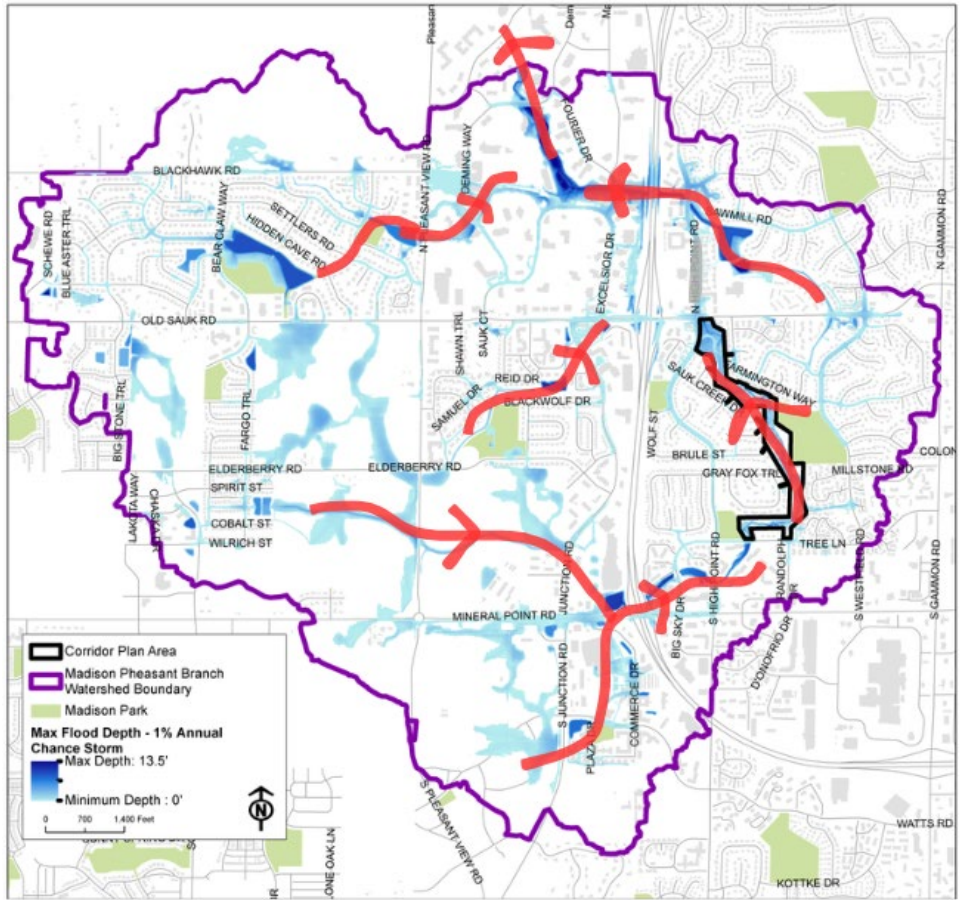 Pleasan
Dem
Ma
FOURIER DR
DEMING WAY
N PLEASANT VIEW RD
BLACKHAWK RD
BEAR CLAW WAY
SETTLERS RD
HIDDEN CAVE RD
SCHEWE RD
BLUE ASTER TRL
N GAMMON RD
EXCELSIOR DR
OLD SAUK RD
SHAWN TRL
SAUK CT
N
REID DR
SAMUEL DR
BLACKWOLF DR
FARMINGTON WAY
WOLF ST
BIG STONE TRL
FARGO TRL
BRULE ST
GRAY FOX TRL
MILLSTONE RD
COLON
ELDERBERRY RD
ELDERBERRY RD
SPIRIT ST
LAKOTA WAY
COBALT ST
WILRICH ST
TREE LN
JUNCTION RD
S HIGH POINT RD
RANDOLPH
DR
S WESTFIELD RD
S GAMMON RD
MINERAL POINT RD
BIG SKY DR
D'ONOFRIO DR
S JUNCTION RD
COMMERCE DR
PLAZA DR
Corridor Plan Area
Madison Pheasant Branch
Watershed Boundary
Madison Park
Max Flood Depth - 1% Annual
Chance Storm
Max Depth: 13.5'
Minimum Depth : 0'
N
0 700 1,400 Feet
S PLEASANT VIEW RD
WATTS RD
LONE OAK LN
KOTTKE DR